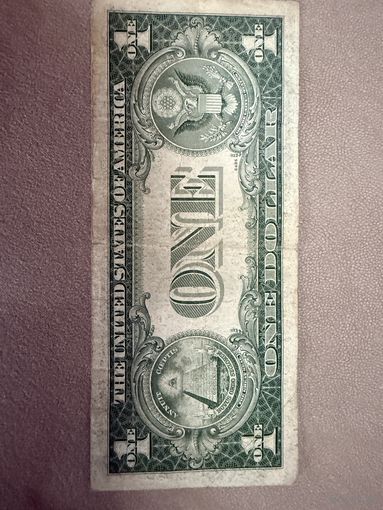 THE UNITED STATES OF AMERICA
ONE
ONE
ANNUIT COEPTIS
ONE
1
1
1
1
ONE
ONE
ONE DOLLAR